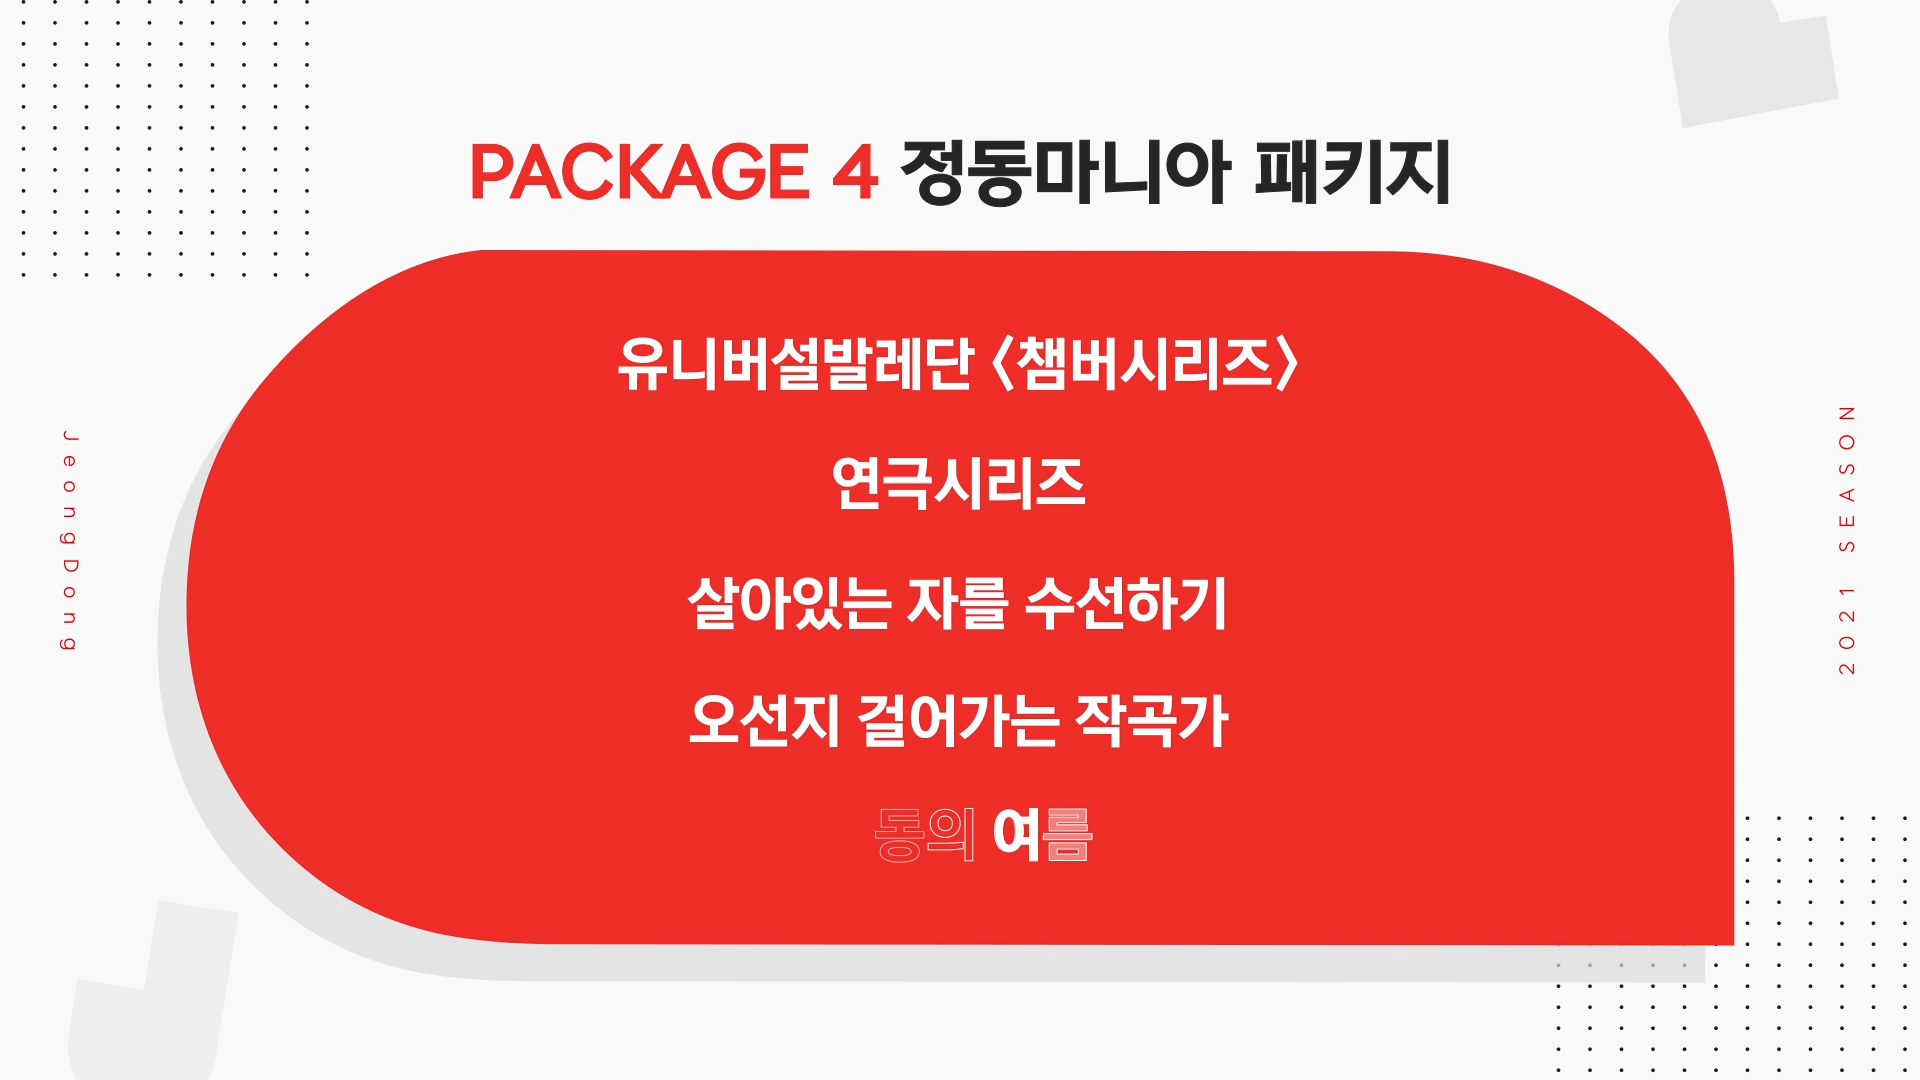 PACKAGE 4 정동마니아 패키지
유니버설발레단 〈챔버시리즈〉
연극시리즈
살아있는 자를 수선하기
오선지 걸어가는 작곡가
동의 여름
JeongDong
2021 SEASON